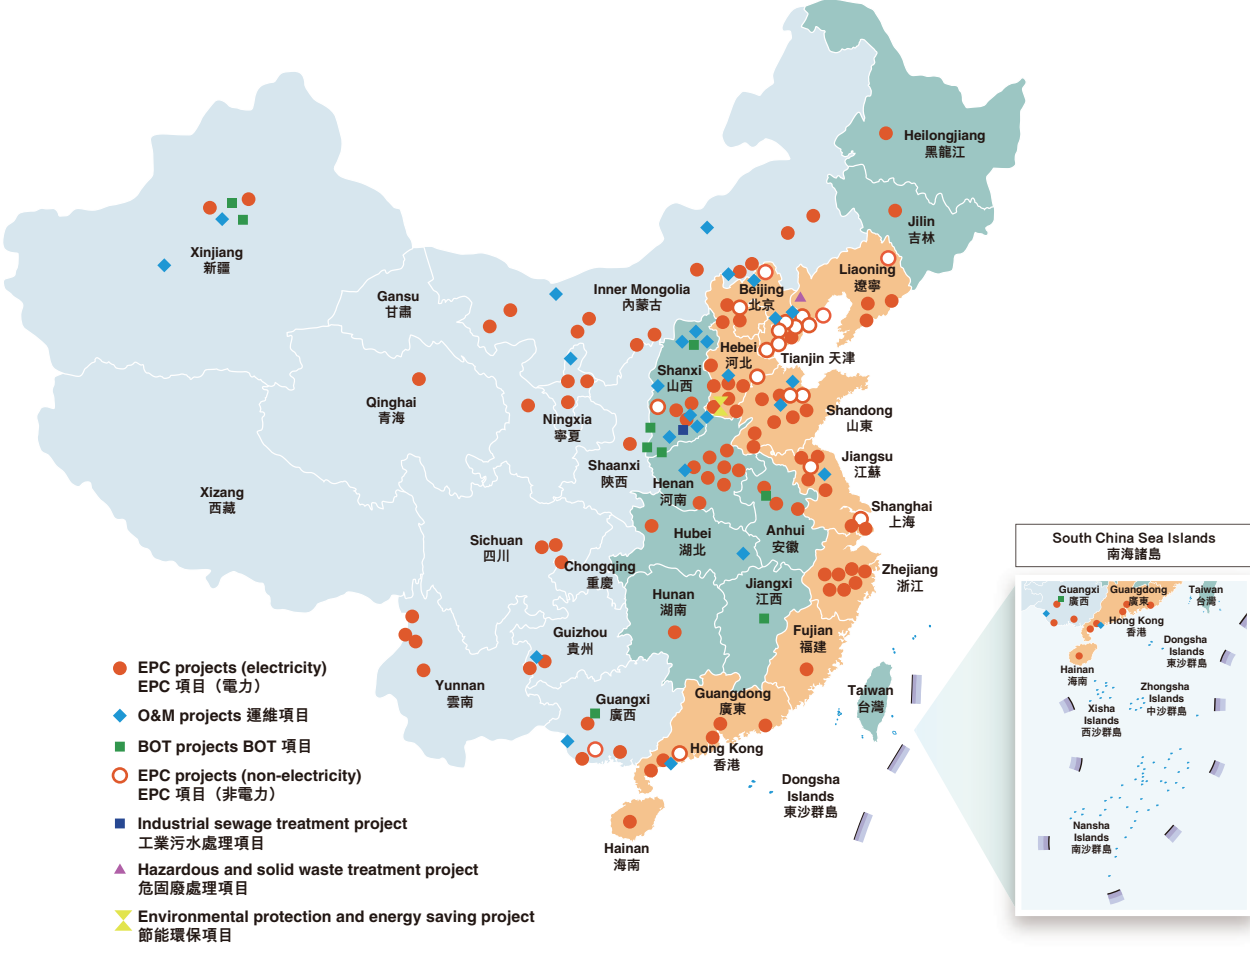 Heilongjiang
黑龍江
Jilin
吉林
Liaoning
遼寧
Xinjiang
新疆
Gansu
甘肅
Inner Mongolia
內蒙古
Beijing
北京
Hebei
河北
Tianjin 天津
Shanxi
山西
Qinghai
青海
Ningxia
寧夏
Shandong
山東
Shaanxi
陝西
Henan
河南
Jiangsu
江蘇
Xizang
西藏
Shanghai
上海
Anhui
安徽
Hubei
湖北
Sichuan
四川
Chongqing
重慶
Zhejiang
浙江
Jiangxi
江西
Hunan
湖南
Guizhou
貴州
Fujian
福建
Yunnan
雲南
Guangxi
廣西
Guangdong
廣東
Taiwan
台灣
Hong Kong
香港
Dongsha
Islands
東沙群島
Hainan
海南
EPC projects (electricity)
EPC 項目（電力）
O&M projects 運維項目
BOT projects BOT 項目
EPC projects (non-electricity)
EPC 項目（非電力）
Industrial sewage treatment project
工業污水處理項目
Hazardous and solid waste treatment project
危固廢處理項目
Environmental protection and energy saving project
節能環保項目
South China Sea Islands
南海諸島
Guangxi
廣西
Guangdong
廣東
Taiwan
台灣
Hong Kong
香港
Dongsha
Islands
東沙群島
Hainan
海南
Zhongsha
Islands
中沙群島
Xisha
Islands
西沙群島
Nansha
Islands
南沙群島